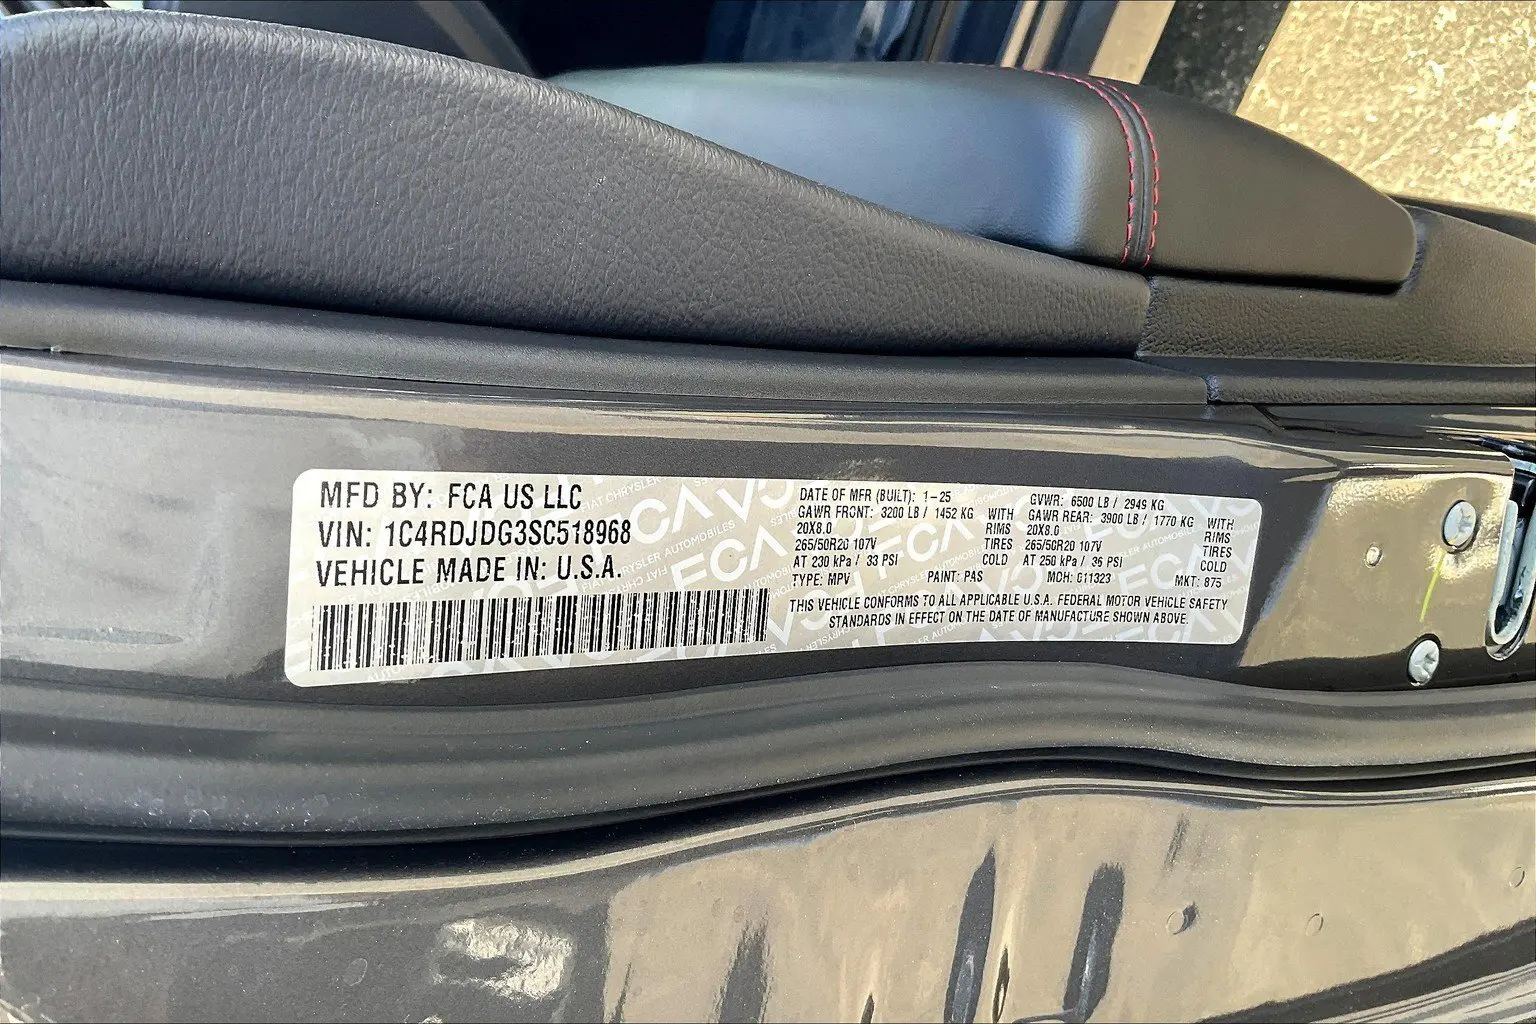 MFD BY: FCA US LLC
VIN: 1C4RDJDG3SC518968
VEHICLE MADE IN: U.S.A.
DATE OF MFR (BUILT): 1-25
GVWR: 6500 LB / 2949 KG
GAWR FRONT: 3200 LB / 1452 KG WITH
20X8.0 RIMS
265/50R20 107V TIRES
AT 230 kPa / 33 PSI COLD
GAWR REAR: 3900 LB / 1770 KG WITH
20X8.0 RIMS
265/50R20 107V TIRES
AT 250 kPa / 36 PSI COLD
TYPE: MPV PAINT: PAS MDH: 011323 MKT: 875
THIS VEHICLE CONFORMS TO ALL APPLICABLE U.S.A. FEDERAL MOTOR VEHICLE SAFETY
STANDARDS IN EFFECT ON THE DATE OF MANUFACTURE SHOWN ABOVE.